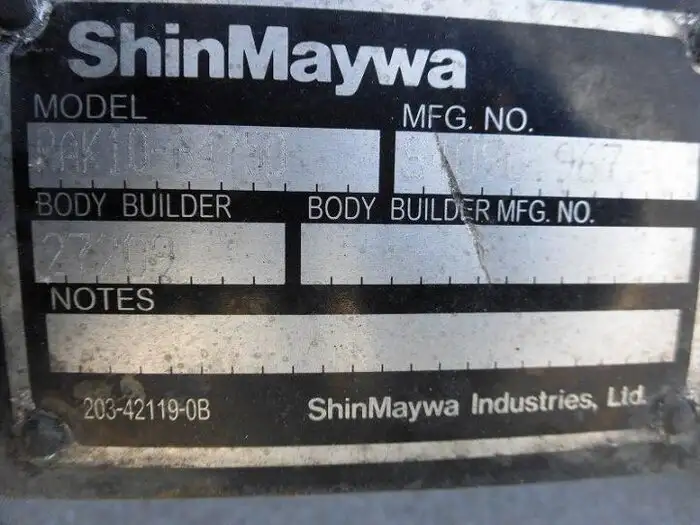 ShinMaywa
MODEL
MFG. NO.
BODY BUILDER
BODY BUILDER MFG. NO.
NOTES
203-42119-0B
ShinMaywa Industries, Ltd.